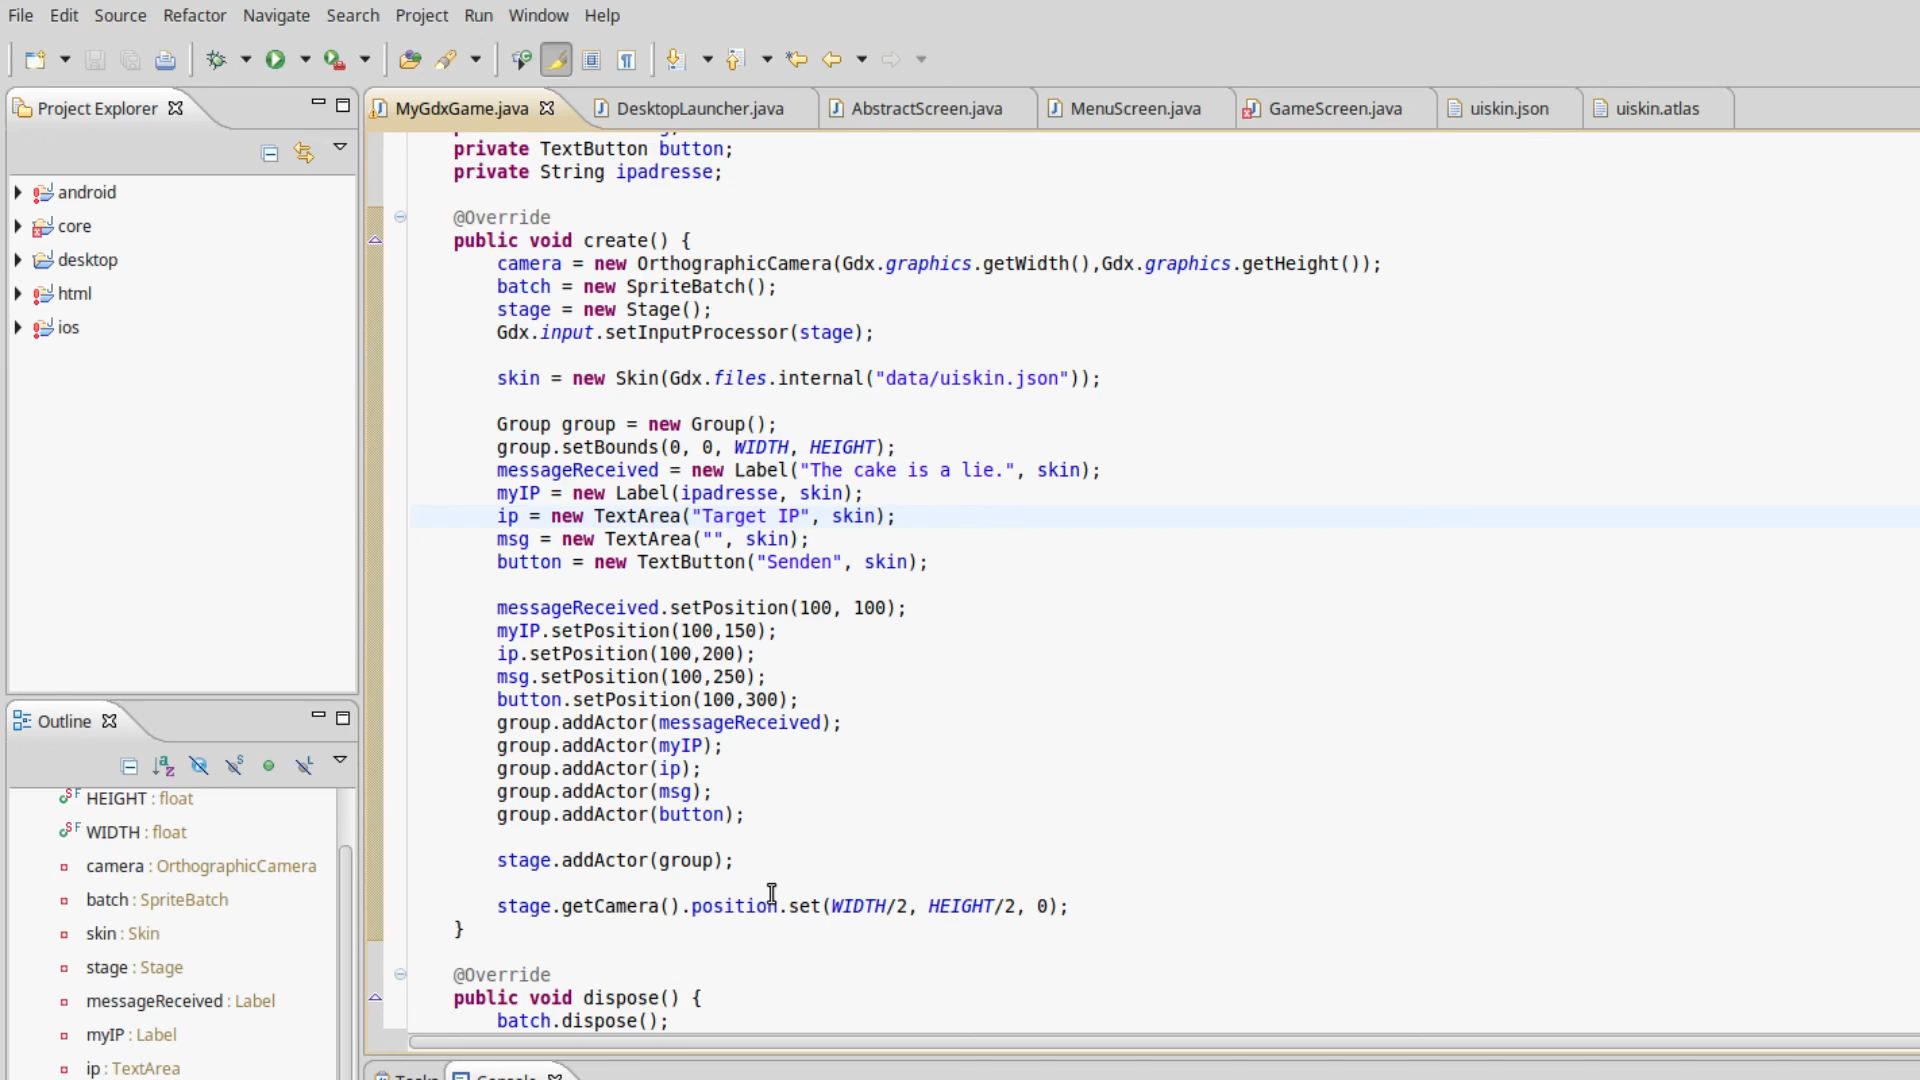 File Edit Source Refactor Navigate Search Project Run Window Help
Project Explorer
android
core
desktop
html
ios
Outline
HEIGHT : float
WIDTH : float
camera : OrthographicCamera
batch : SpriteBatch
skin : Skin
stage : Stage
messageReceived : Label
myIP : Label
ip : TextArea
MyGdxGame.java DesktopLauncher.java AbstractScreen.java MenuScreen.java GameScreen.java uiskin.json uiskin.atlas
private TextButton button;
private String ipadresse;
@Override
public void create() {
camera = new OrthographicCamera(Gdx.graphics.getWidth(),Gdx.graphics.getHeight());
batch = new SpriteBatch();
stage = new Stage();
Gdx.input.setInputProcessor(stage);
skin = new Skin(Gdx.files.internal("data/uiskin.json"));
Group group = new Group();
group.setBounds(0, 0, WIDTH, HEIGHT);
messageReceived = new Label("The cake is a lie.", skin);
myIP = new Label(ipadresse, skin);
ip = new TextArea("Target IP", skin);
msg = new TextArea("", skin);
button = new TextButton("Senden", skin);
messageReceived.setPosition(100, 100);
myIP.setPosition(100,150);
ip.setPosition(100,200);
msg.setPosition(100,250);
button.setPosition(100,300);
group.addActor(messageReceived);
group.addActor(myIP);
group.addActor(ip);
group.addActor(msg);
group.addActor(button);
stage.addActor(group);
stage.getCamera().position.set(WIDTH/2, HEIGHT/2, 0);
}
@Override
public void dispose() {
batch.dispose();
Tasks Console